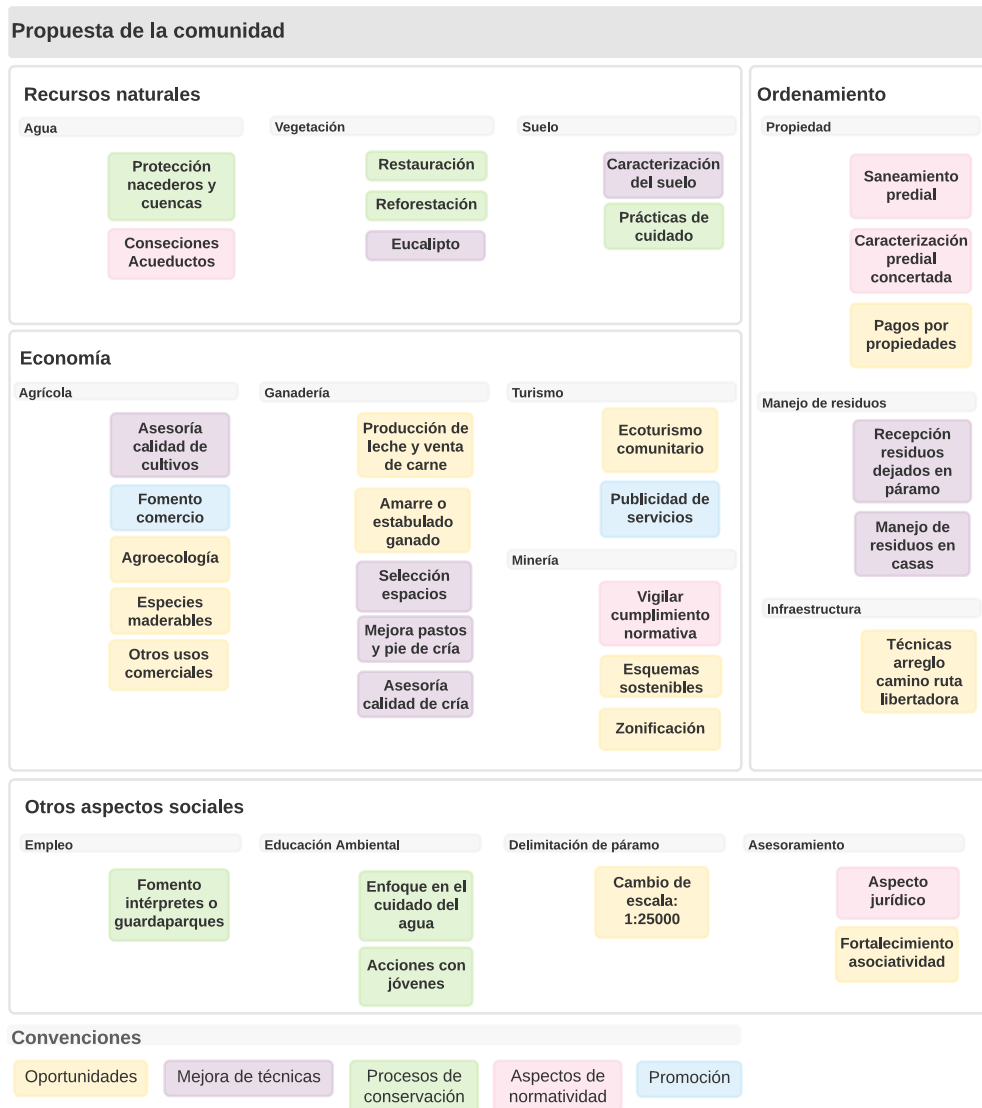 Propuesta de la comunidad
Recursos naturales
Agua
Protección
nacederos y
cuencas
Conseciones
Acueductos
Vegetación
Restauración
Reforestación
Eucalipto
Suelo
Caracterización
del suelo
Prácticas de
cuidado
Ordenamiento
Propiedad
Saneamiento
predial
Caracterización
predial
concertada
Pagos por
propiedades
Manejo de residuos
Recepción
residuos
dejados en
páramo
Manejo de
residuos en
casas
Infraestructura
Técnicas
arreglo
camino ruta
libertadora
Economía
Agrícola
Asesoría
calidad de
cultivos
Fomento
comercio
Agroecología
Especies
maderables
Otros usos
comerciales
Ganadería
Producción de
leche y venta
de carne
Amarre o
estabulado
ganado
Selección
espacios
Mejora pastos
y pie de cría
Asesoría
calidad de cría
Turismo
Ecoturismo
comunitario
Publicidad de
servicios
Minería
Vigilar
cumplimiento
normativa
Esquemas
sostenibles
Zonificación
Otros aspectos sociales
Empleo
Fomento
intérpretes o
guardaparques
Educación Ambiental
Enfoque en el
cuidado del
agua
Acciones con
jóvenes
Delimitación de páramo
Cambio de
escala:
1:25000
Asesoramiento
Aspecto
jurídico
Fortalecimiento
asociatividad
Convenciones
Oportunidades
Mejora de técnicas
Procesos de
conservación
Aspectos de
normatividad
Promoción